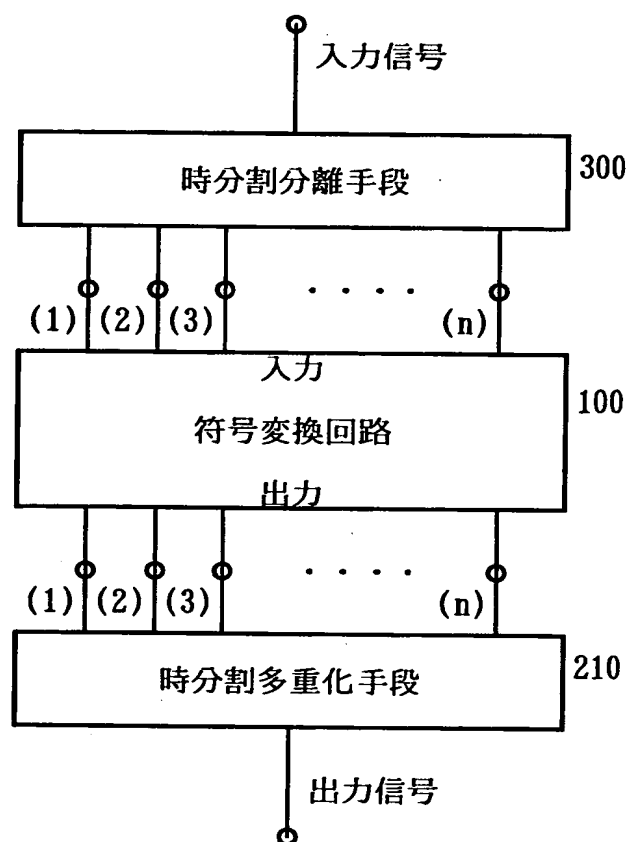 入力信号
時分割分離手段
300
(1) (2) (3) ···· (n)
入力
符号変換回路
100
出力
(1) (2) (3) ···· (n)
時分割多重化手段
210
出力信号